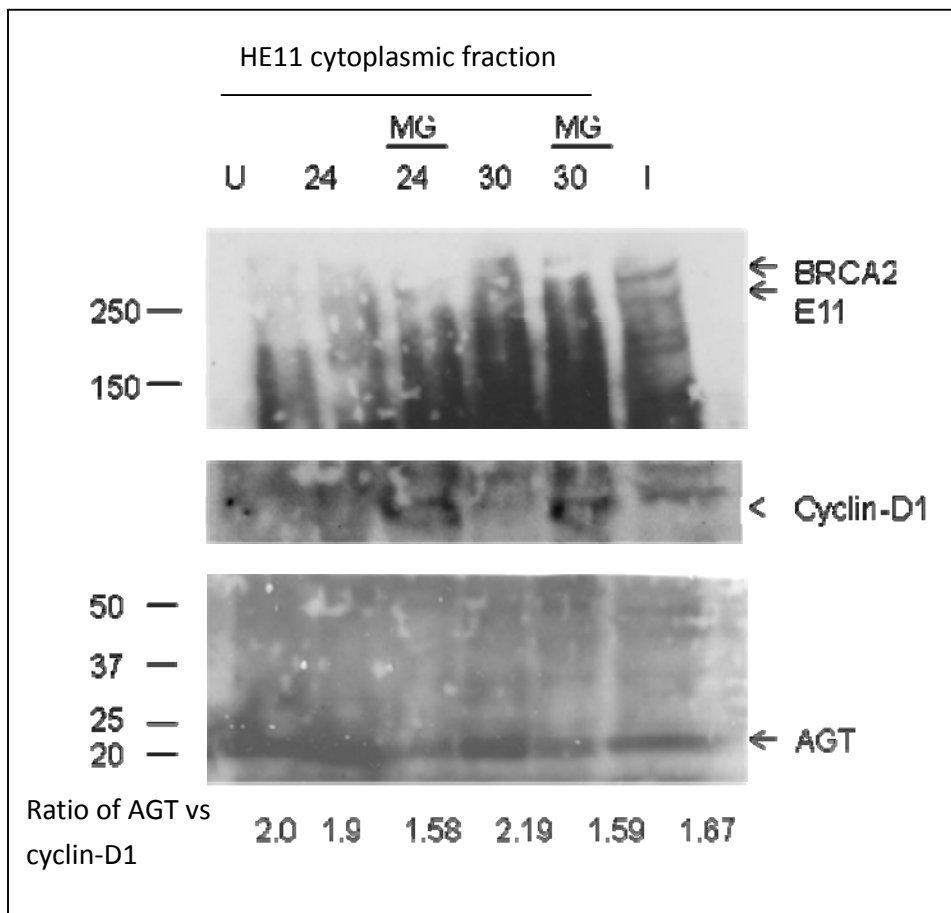 HE11 cytoplasmic fraction
MG MG
U 24 24 30 30 I
BRCA2
E11
250
150
Cyclin-D1
50
37
25
20
AGT
Ratio of AGT vs
cyclin-D1
2.0 1.9 1.58 2.19 1.59 1.67